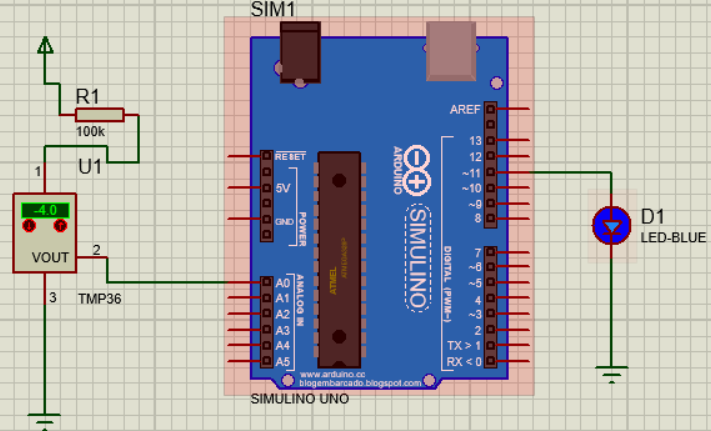 SIM1
R1
100k
U1
1
-4.0
VOUT
2
3
TMP36
RESET
5V
GND
POWER
A0
A1
A2
A3
A4
A5
ANALOG IN
ATMEL
ARDUINO
SIMULINO
www.arduino.cc
blogembarcado.blogspot.com
AREF
13
12
~11
~10
~9
8
7
~6
~5
4
~3
2
TX > 1
RX < 0
DIGITAL (PWM~)
SIMULINO UNO
D1
LED-BLUE